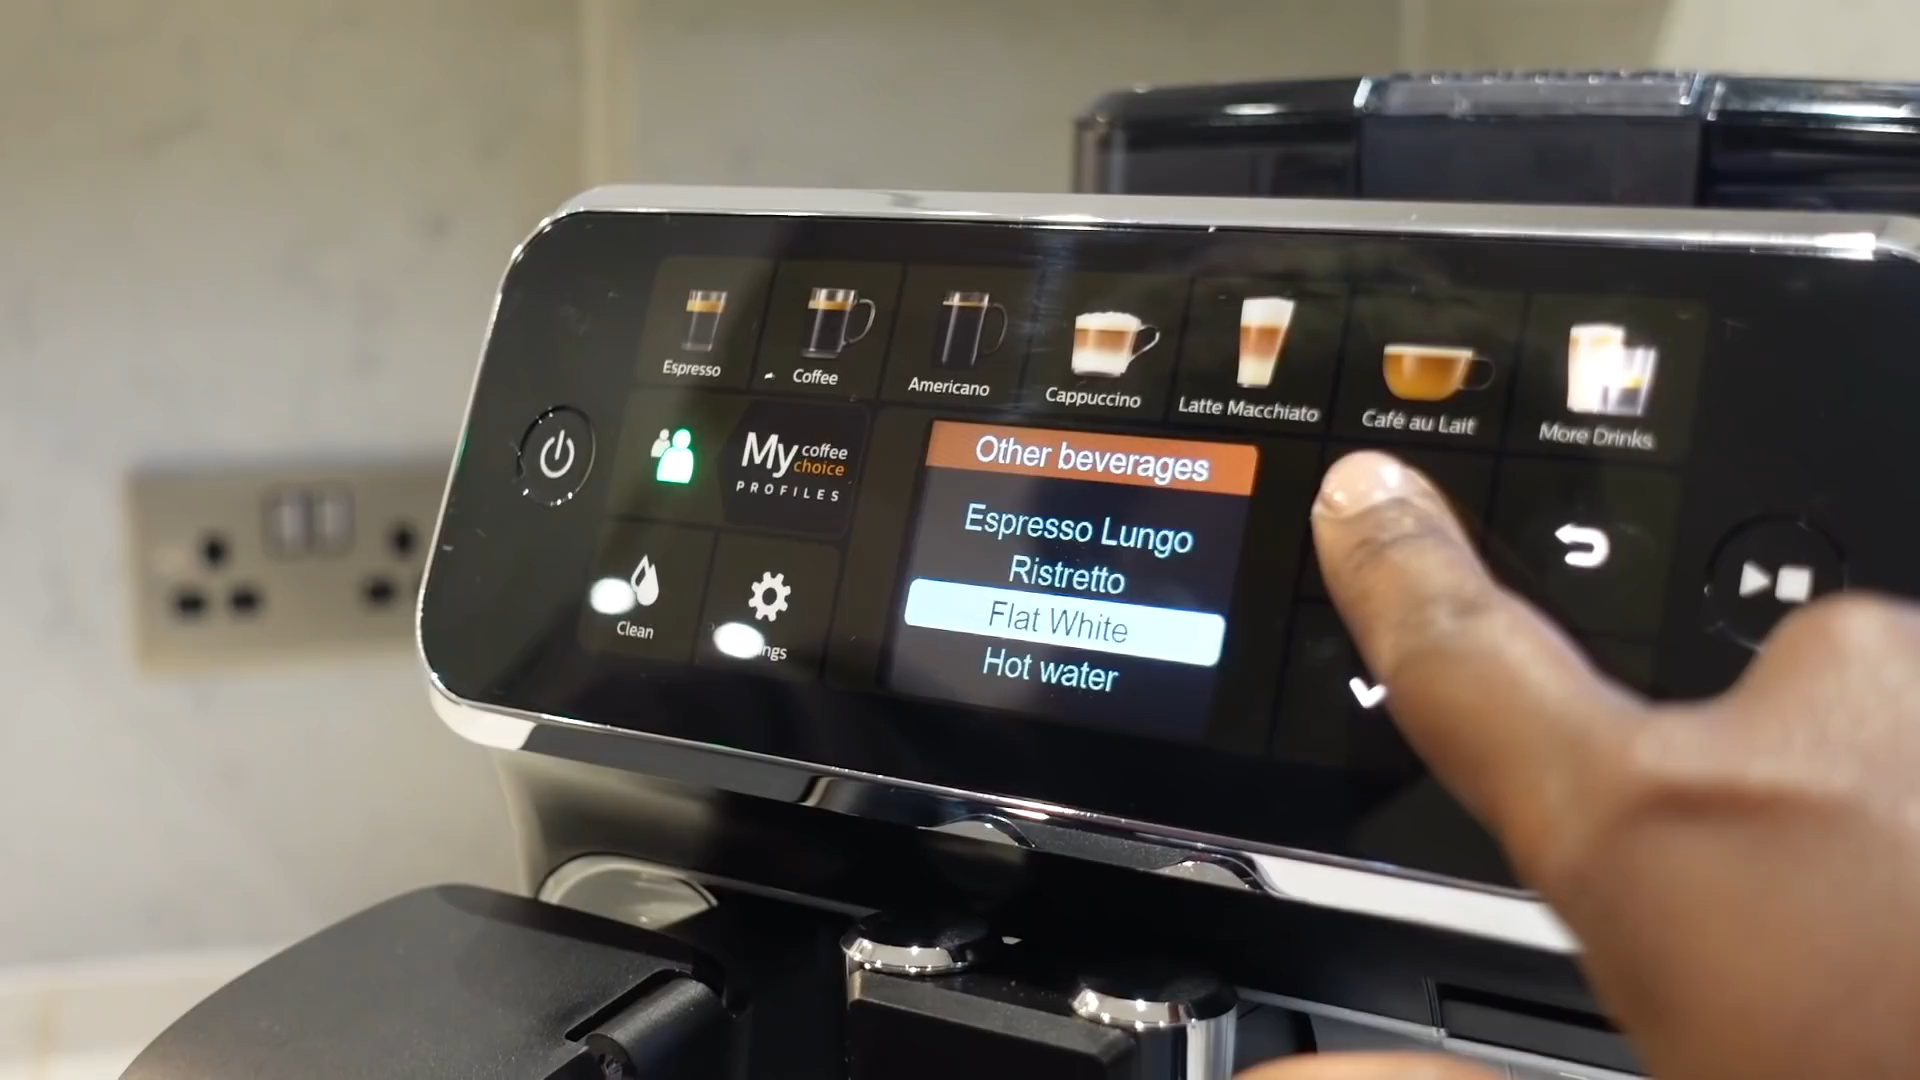 Espresso
Coffee
Americano
Cappuccino
Latte Macchiato
Café au Lait
More Drinks
My coffee choice
PROFILES
Other beverages
Espresso Lungo
Ristretto
Flat White
Hot water
Clean